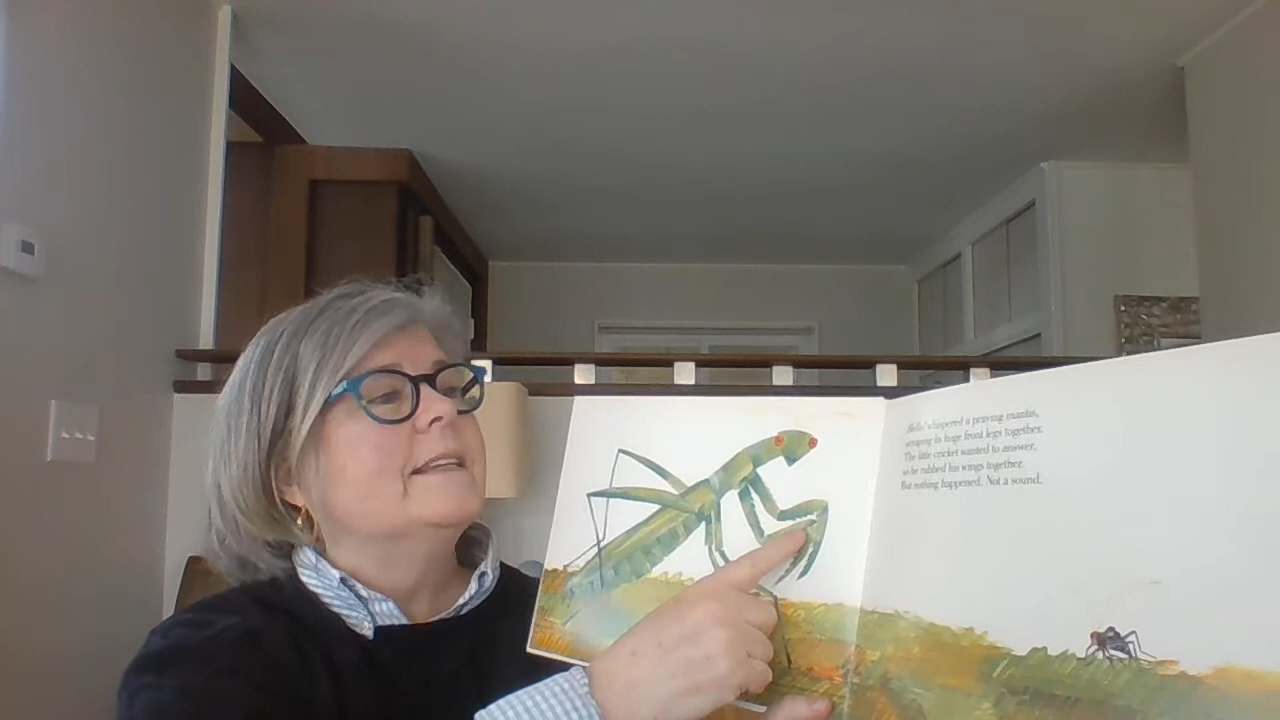 Hello! whispered a praying mantis,
scraping its huge front legs together.
The little cricket wanted to answer,
so he rubbed his wings together.
But nothing happened. Not a sound.